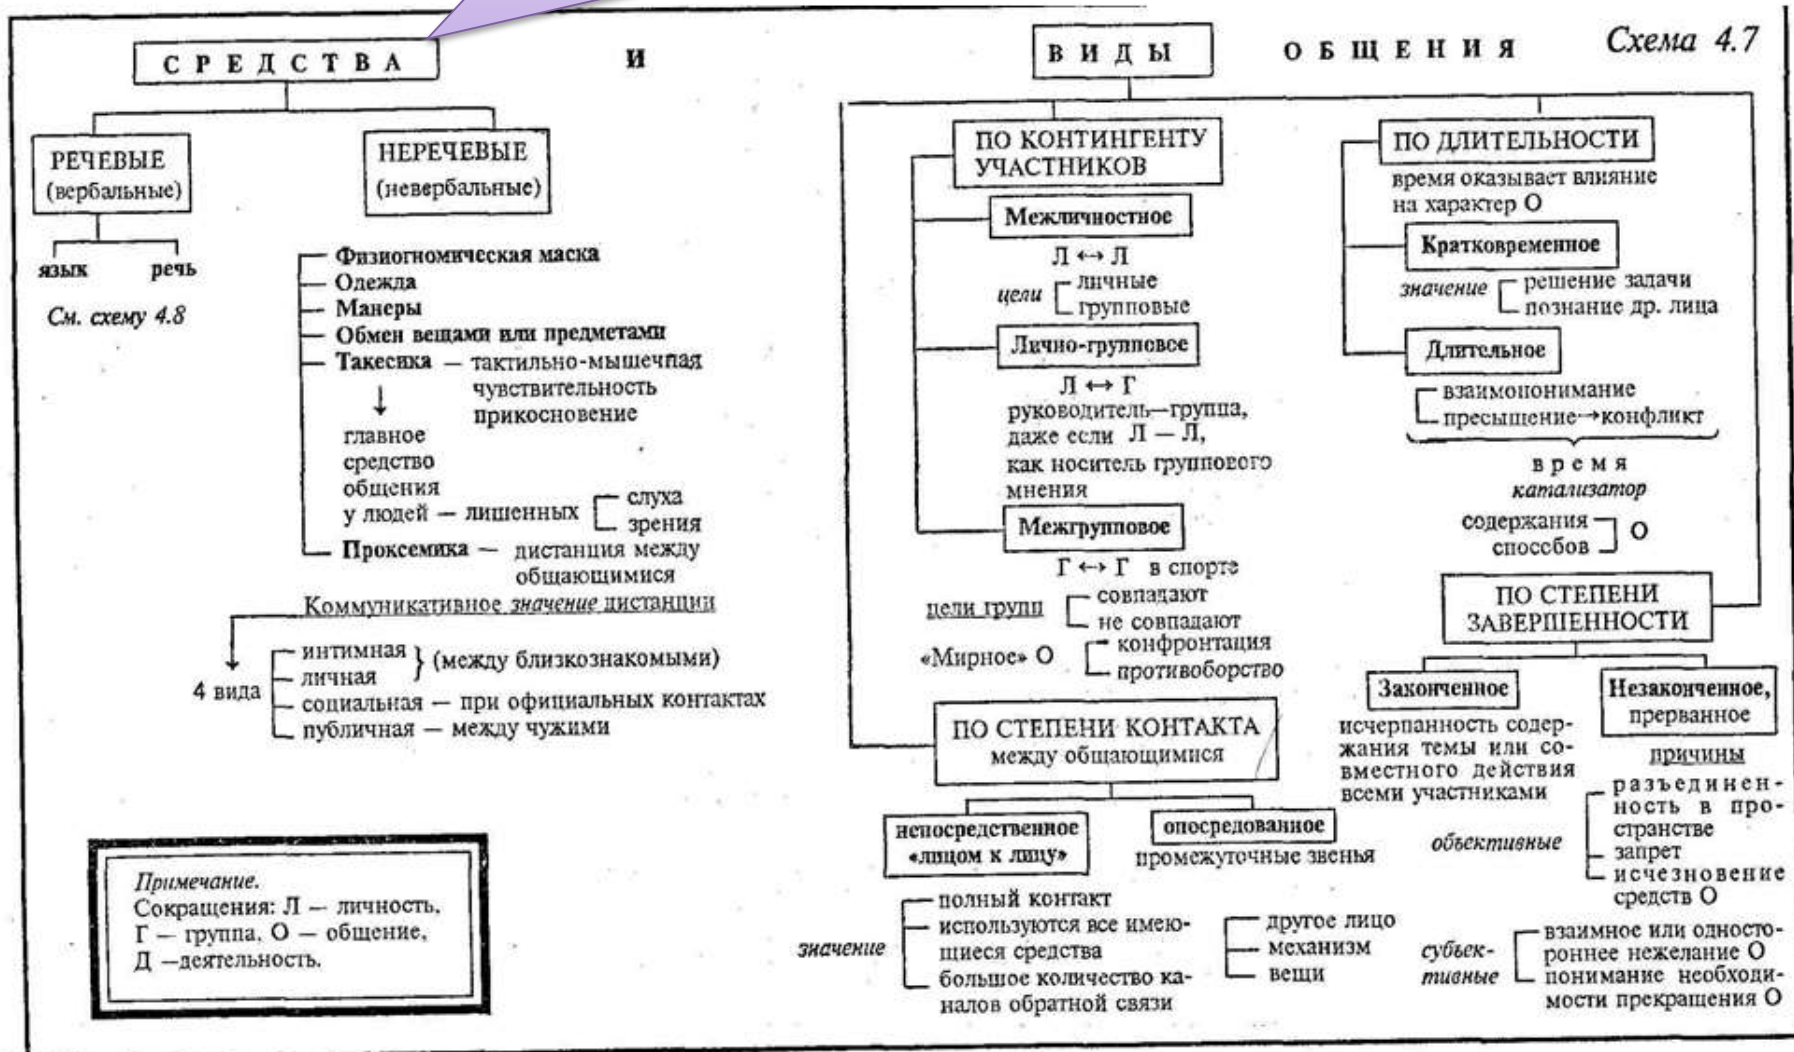 СРЕДСТВА И ВИДЫ ОБЩЕНИЯ
Схема 4.7
РЕЧЕВЫЕ
(вербальные)
язык речь
См. схему 4.8
НЕРЕЧЕВЫЕ
(невербальные)
Физиогномическая маска
Одежда
Манеры
Обмен вещами или предметами
Такесика — тактильно-мышечная
чувствительность
прикосновение
главное
средство
общения
у людей — лишенных
слуха
зрения
Проксемика — дистанция между
общающимися
Коммуникативное значение дистанции
4 вида
интимная
личная
(между близкознакомыми)
социальная — при официальных контактах
публичная — между чужими
Примечание.
Сокращения: Л — личность,
Г — группа, О — общение,
Д —деятельность.
ПО КОНТИНГЕНТУ
УЧАСТНИКОВ
Межличностное
Л ↔ Л
цели
личные
групповые
Лично-групповое
Л ↔ Г
руководитель—группа,
даже если Л — Л,
как носитель группового
мнения
Межгрупповое
Г ↔ Г в спорте
цели групп
совпадают
не совпадают
«Мирное» О
конфронтация
противоборство
ПО СТЕПЕНИ КОНТАКТА
между общающимися
непосредственное
«лицом к лицу»
значение
полный контакт
используются все имею-
щиеся средства
большое количество ка-
налов обратной связи
опосредованное
промежуточные звенья
другое лицо
механизм
вещи
ПО ДЛИТЕЛЬНОСТИ
время оказывает влияние
на характер О
Кратковременное
значение
решение задачи
познание др. лица
Длительное
взаимопонимание
пресыщение→конфликт
время
катализатор
содержания
способов
О
ПО СТЕПЕНИ
ЗАВЕРШЕННОСТИ
Законченное
исчерпанность содер-
жания темы или со-
вместного действия
всеми участниками
Незаконченное,
прерванное
причины
объективные
разъединен-
ность в про-
странстве
запрет
исчезновение
средств О
субъек-
тивные
взаимное или односто-
роннее нежелание О
понимание необходи-
мости прекращения О